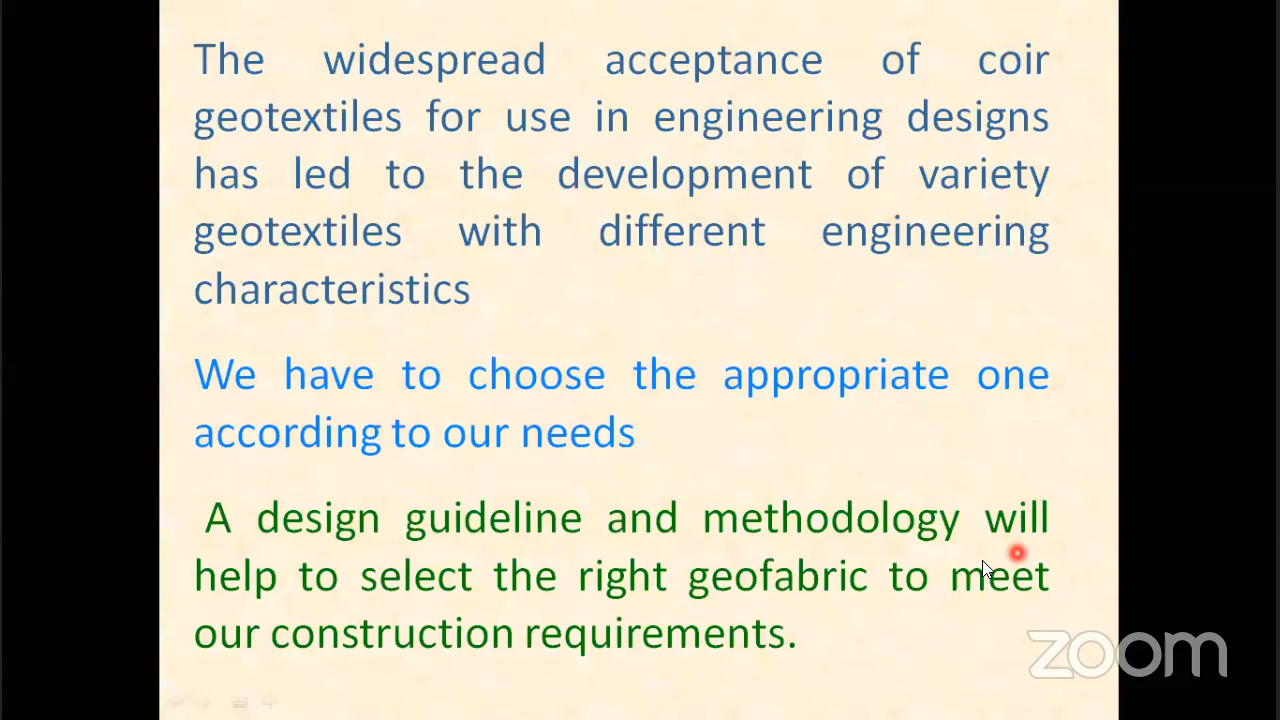 The widespread acceptance of coir
geotextiles for use in engineering designs
has led to the development of variety
geotextiles with different engineering
characteristics
We have to choose the appropriate one
according to our needs
A design guideline and methodology will
help to select the right geofabric to meet
our construction requirements.
zoom